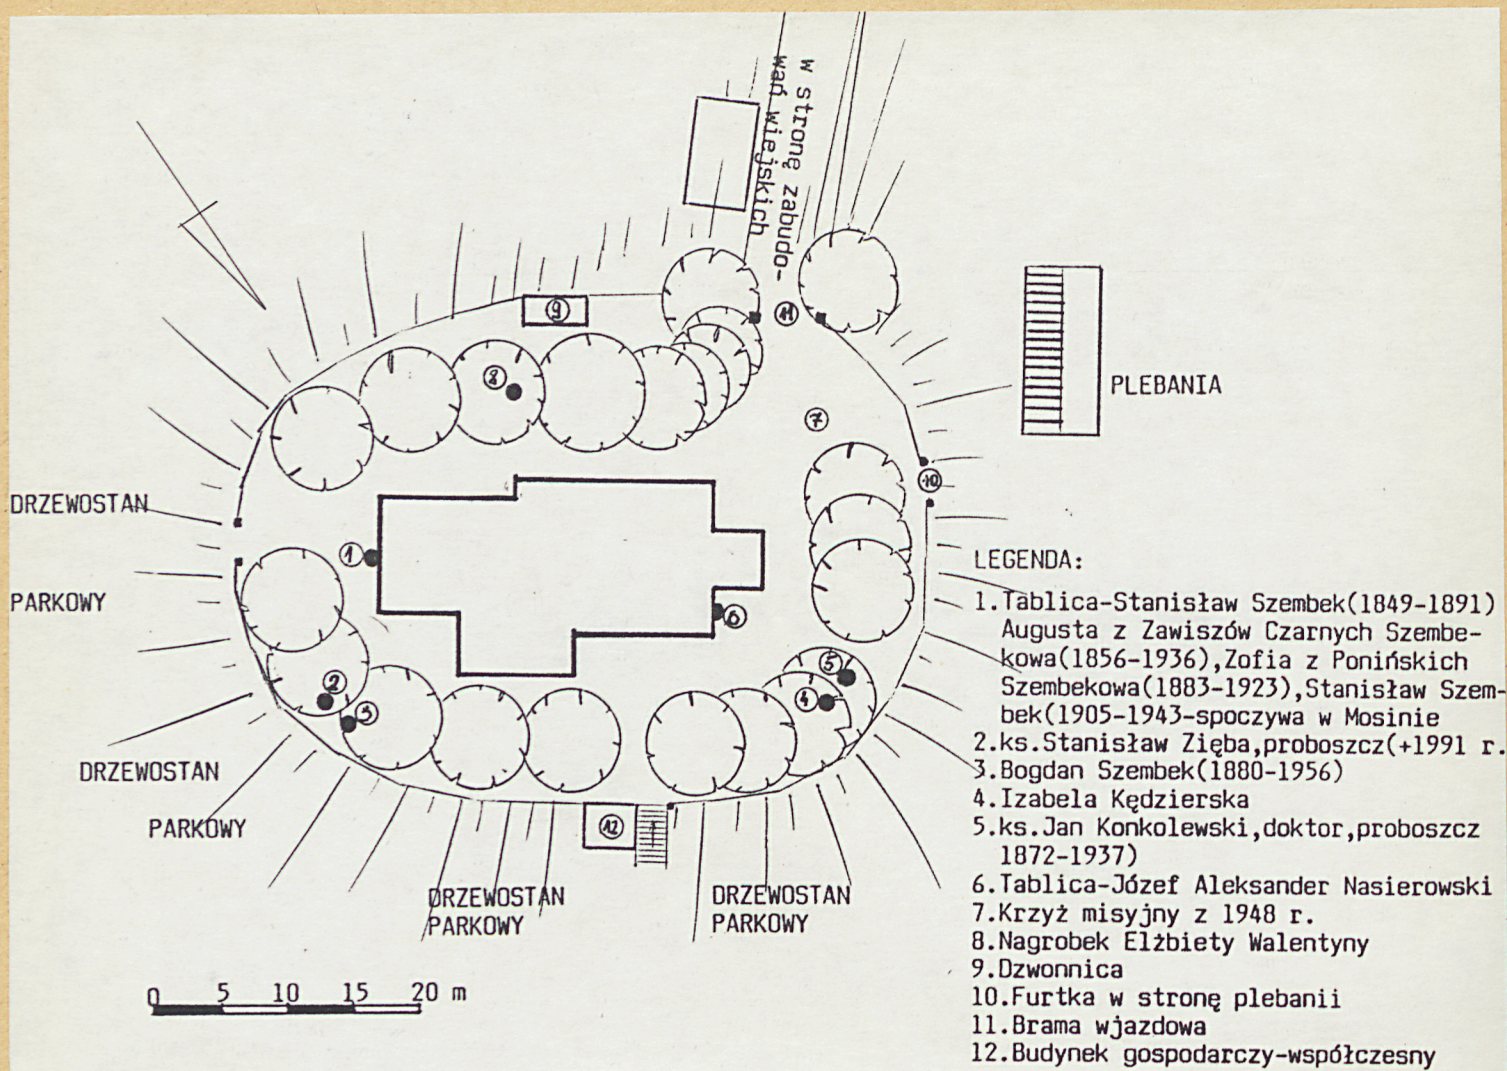 w stronę zabudo-
wań wiejskich
9
11
8
7
PLEBANIA
10
DRZEWOSTAN
1
PARKOWY
6
LEGENDA:
1.Tablica-Stanisław Szembek(1849-1891)
Augusta z Zawiszów Czarnych Szembe-
kowa(1856-1936),Zofia z Ponińskich
Szembekowa(1883-1923),Stanisław Szem-
bek(1905-1943-spoczywa w Mosinie
2.ks.Stanisław Zięba,proboszcz(+1991 r.
3.Bogdan Szembek(1880-1956)
4.Izabela Kędzierska
5.ks.Jan Konkolewski,doktor,proboszcz
1872-1937)
6.Tablica-Józef Aleksander Nasierowski
7.Krzyż misyjny z 1948 r.
8.Nagrobek Elżbiety Walentyny
9.Dzwonnica
10.Furtka w stronę plebanii
11.Brama wjazdowa
12.Budynek gospodarczy-współczesny
5
2
4
3
DRZEWOSTAN
PARKOWY
12
DRZEWOSTAN
PARKOWY
DRZEWOSTAN
PARKOWY
0 5 10 15 20 m